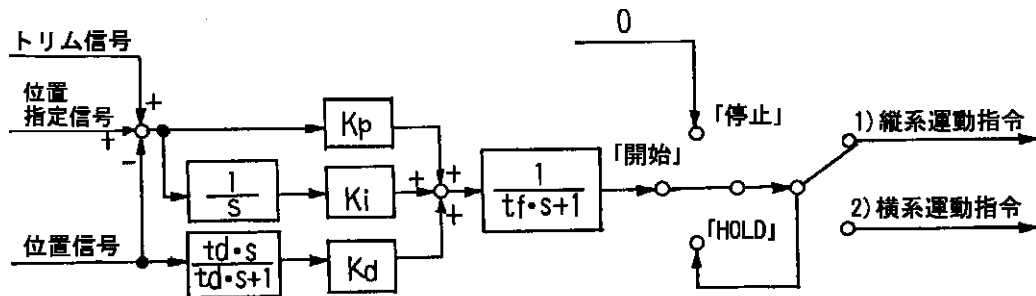 トリム信号
位置
指定信号
位置信号
+
+
-
Kp
1
S
Ki
td・s
td・s+1
Kd
+
+
+
1
tf・s+1
0
「停止」
「開始」
「HOLD」
1)縦系運動指令
2)横系運動指令